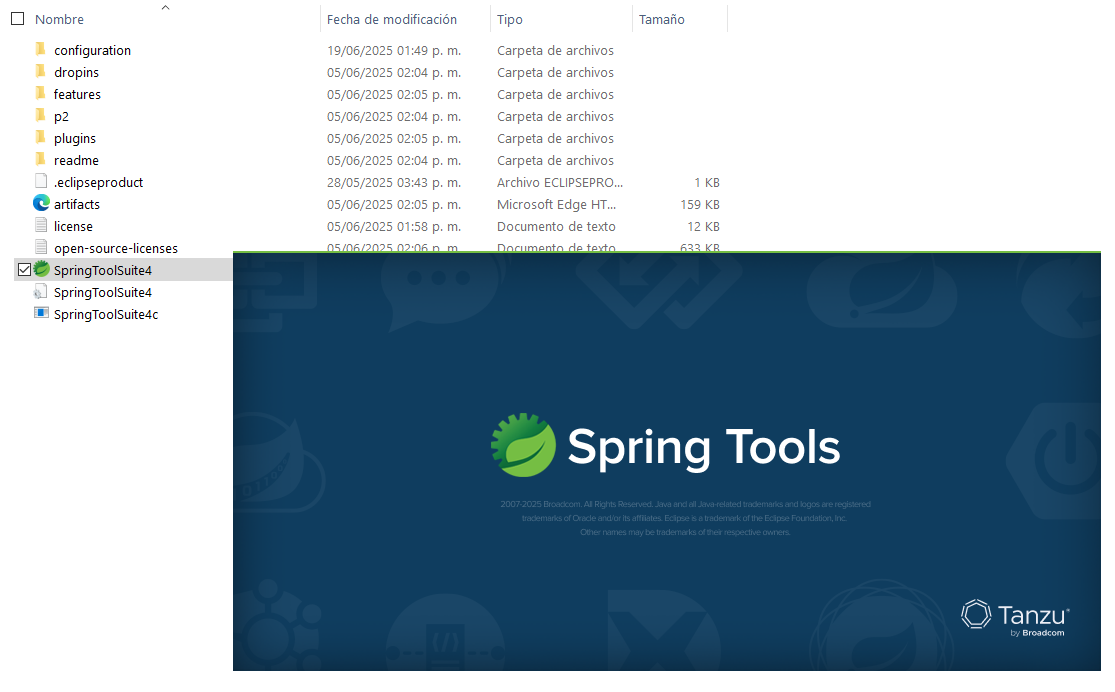 Nombre Fecha de modificación Tipo Tamaño
configuration 19/06/2025 01:49 p. m. Carpeta de archivos
dropins 05/06/2025 02:04 p. m. Carpeta de archivos
features 05/06/2025 02:05 p. m. Carpeta de archivos
p2 05/06/2025 02:04 p. m. Carpeta de archivos
plugins 05/06/2025 02:05 p. m. Carpeta de archivos
readme 05/06/2025 02:04 p. m. Carpeta de archivos
.eclipseproduct 28/05/2025 03:43 p. m. Archivo ECLIPSEPRO... 1 KB
artifacts 05/06/2025 02:05 p. m. Microsoft Edge HT... 159 KB
license 05/06/2025 01:58 p. m. Documento de texto 12 KB
open-source-licenses 05/06/2025 02:06 p. m. Documento de texto 633 KB
SpringToolSuite4
SpringToolSuite4
SpringToolSuite4c
Spring Tools
2007-2025 Broadcom. All Rights Reserved. Java and all Java-related trademarks and logos are registered
trademarks of Oracle and/or its affiliates. Eclipse is a trademark of the Eclipse Foundation, Inc.
Other names may be trademarks of their respective owners.
Tanzu®
by Broadcom